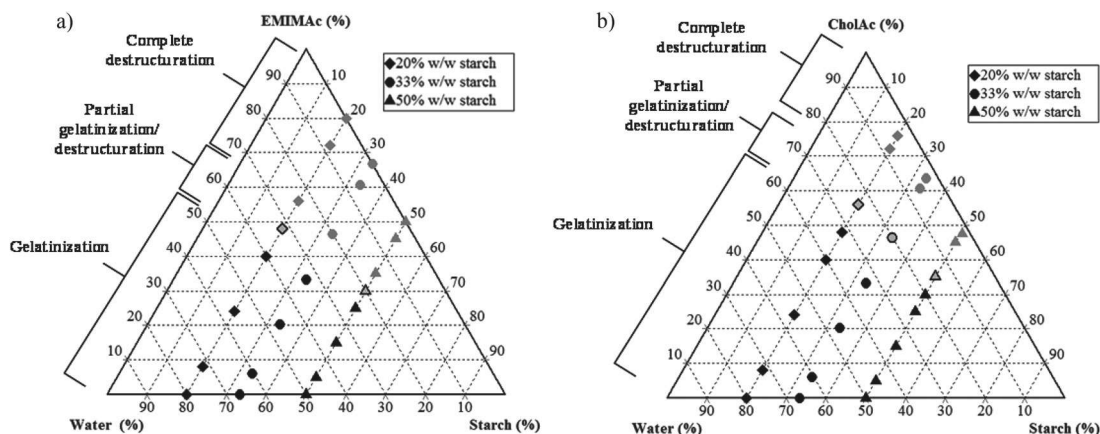 a)
EMIMAc (%)
Complete
destructuration
Partial
gelatinization/
destructuration
Gelatinization
◆20% w/w starch
●33% w/w starch
▲50% w/w starch
90
80
70
60
50
40
30
20
10
10
20
30
40
50
60
70
80
90
90 80 70 60 50 40 30 20 10
Water (%)
Starch (%)
b)
CholAc (%)
Complete
destructuration
Partial
gelatinization/
destructuration
Gelatinization
◆20% w/w starch
●33% w/w starch
▲50% w/w starch
90
80
70
60
50
40
30
20
10
10
20
30
40
50
60
70
80
90
90 80 70 60 50 40 30 20 10
Water (%)
Starch (%)